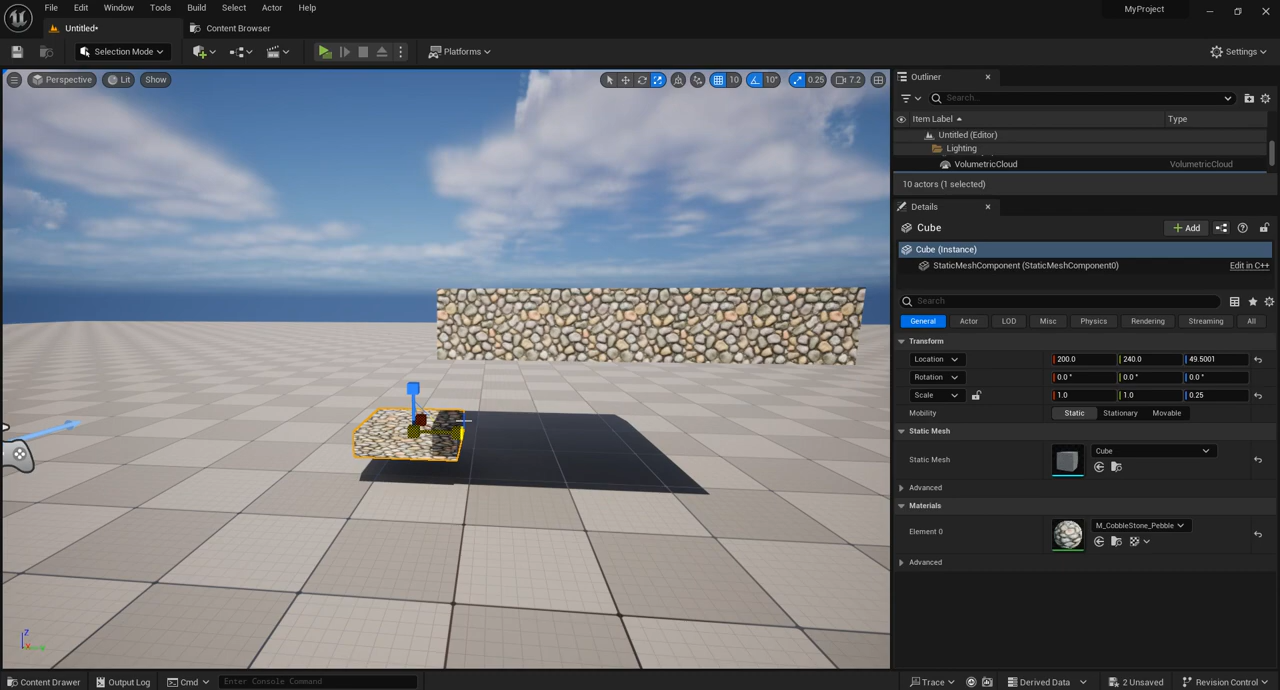 File Edit Window Tools Build Select Actor Help
MyProject
Untitled*
Content Browser
Selection Mode
Platforms
Settings
Perspective Lit Show
10 10° 0.25 7.2
Outliner
Search...
Item Label Type
Untitled (Editor)
Lighting
VolumetricCloud VolumetricCloud
10 actors (1 selected)
Details
Cube
Add
Cube (Instance)
StaticMeshComponent (StaticMeshComponent0) Edit in C++
Search
General Actor LOD Misc Physics Rendering Streaming All
Transform
Location 200.0 240.0 49.5001
Rotation 0.0 ° 0.0 ° 0.0 °
Scale 1.0 1.0 0.25
Mobility Static Stationary Movable
Static Mesh
Static Mesh Cube
Advanced
Materials
Element 0 M_CobbleStone_Pebble
Advanced
Z
X
Content Drawer Output Log Cmd Enter Console Command Trace Derived Data 2 Unsaved Revision Control